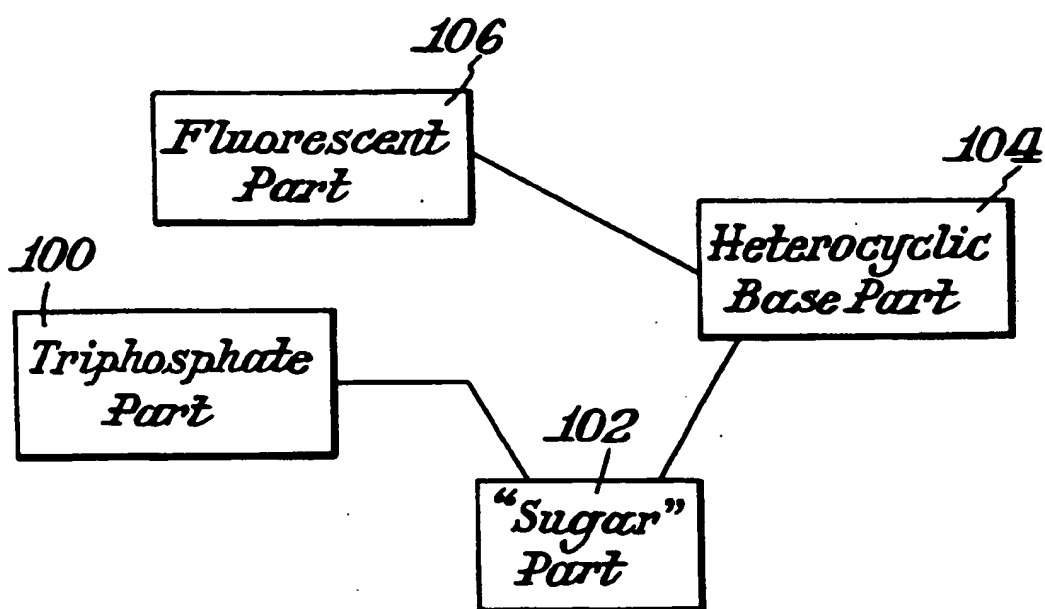 106
Fluorescent
Part
104
Heterocyclic
Base Part
100
Triphosphate
Part
102
“Sugar”
Part